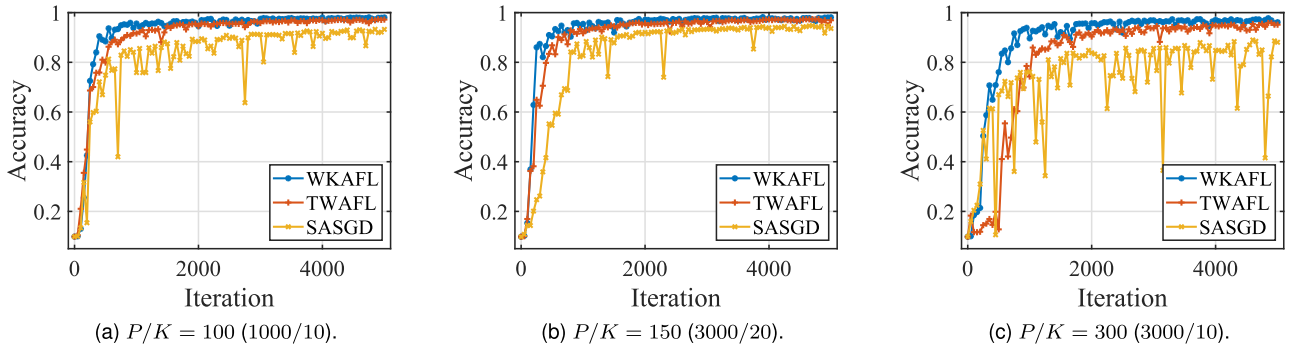 1
0.8
0.6
0.4
0.2
Accuracy
WKAFL
TWAFL
SASGD
0
2000
4000
Iteration
(a) P/K = 100 (1000/10).
1
0.8
0.6
0.4
0.2
Accuracy
WKAFL
TWAFL
SASGD
0
2000
4000
Iteration
(b) P/K = 150 (3000/20).
1
0.8
0.6
0.4
0.2
Accuracy
WKAFL
TWAFL
SASGD
0
2000
4000
Iteration
(c) P/K = 300 (3000/10).